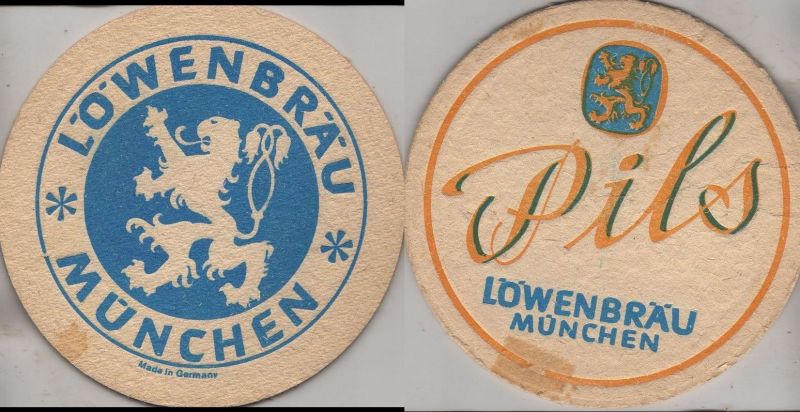 LÖWENBRÄU
MÜNCHEN
Made in Germany
Pils
LÖWENBRÄU
MÜNCHEN